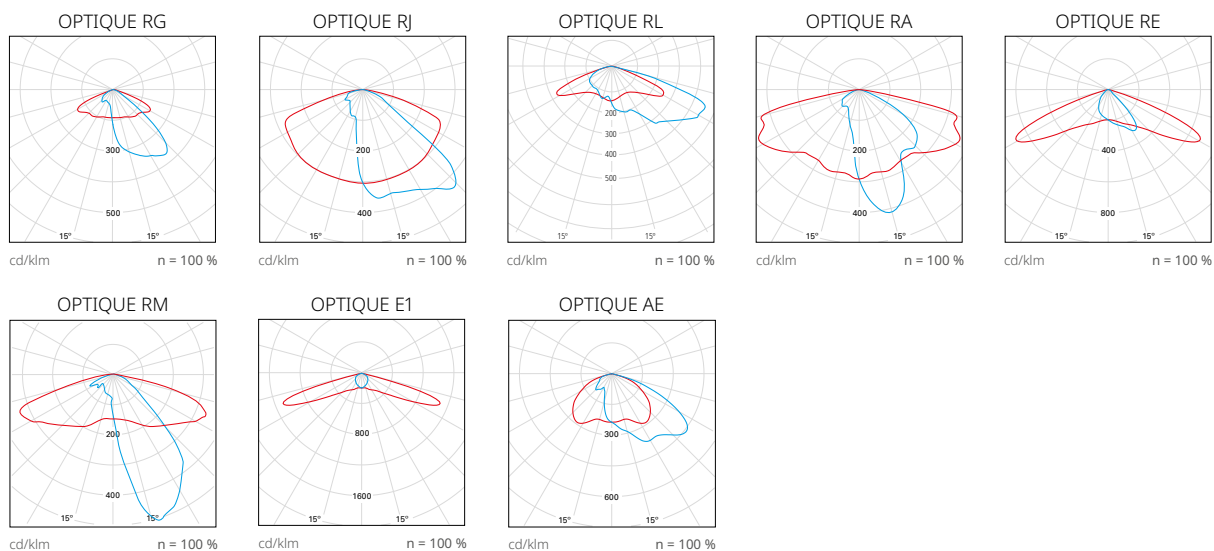 OPTIQUE RG
300
500
15° 15°
cd/klm n = 100 %
OPTIQUE RJ
200
400
15° 15°
cd/klm n = 100 %
OPTIQUE RL
200
300
400
500
15° 15°
cd/klm n = 100 %
OPTIQUE RA
200
400
15° 15°
cd/klm n = 100 %
OPTIQUE RE
400
800
15° 15°
cd/klm n = 100 %
OPTIQUE RM
200
400
15° 15°
cd/klm n = 100 %
OPTIQUE E1
800
1600
15° 15°
cd/klm n = 100 %
OPTIQUE AE
300
600
15° 15°
cd/klm n = 100 %